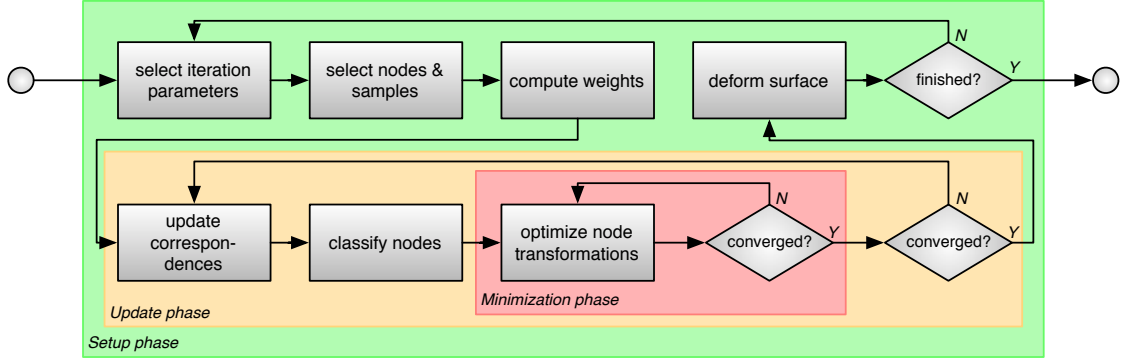 N
select iteration
parameters
select nodes &
samples
compute weights
deform surface
finished?
Y
N
update
correspon-
dences
classify nodes
optimize node
transformations
N
converged?
Y
converged?
Y
Minimization phase
Update phase
Setup phase